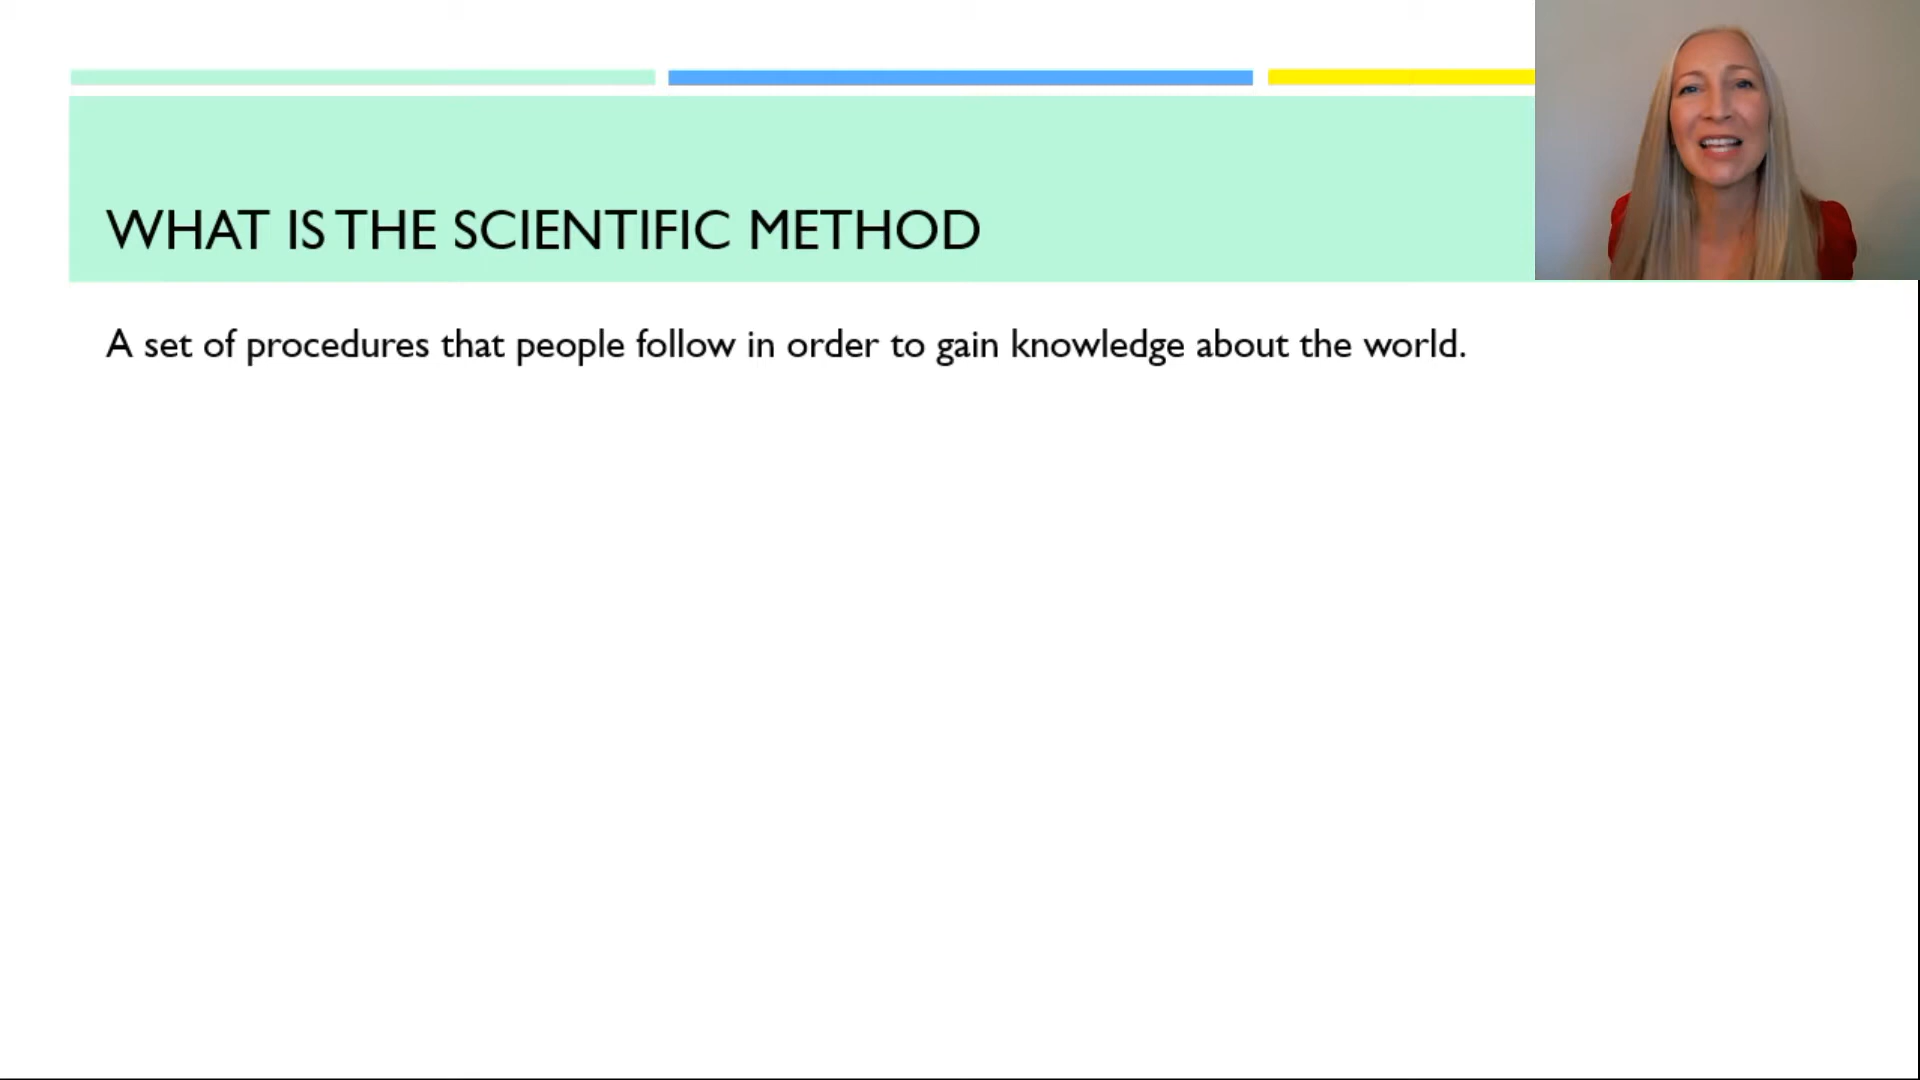 WHAT IS THE SCIENTIFIC METHOD
A set of procedures that people follow in order to gain knowledge about the world.